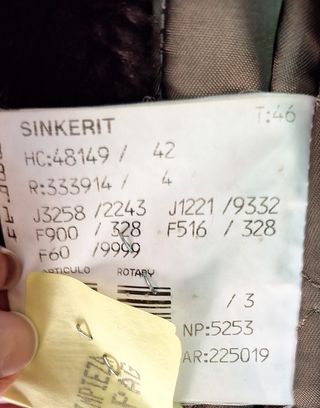 SINKERIT T:46
HC:48149 / 42
R:333914 / 4
J3258 /2243 J1221 /9332
F900 / 328 F516 / 328
F60 /9999
ARTICULO ROTARY
/ 3
NP:5253
AR:225019